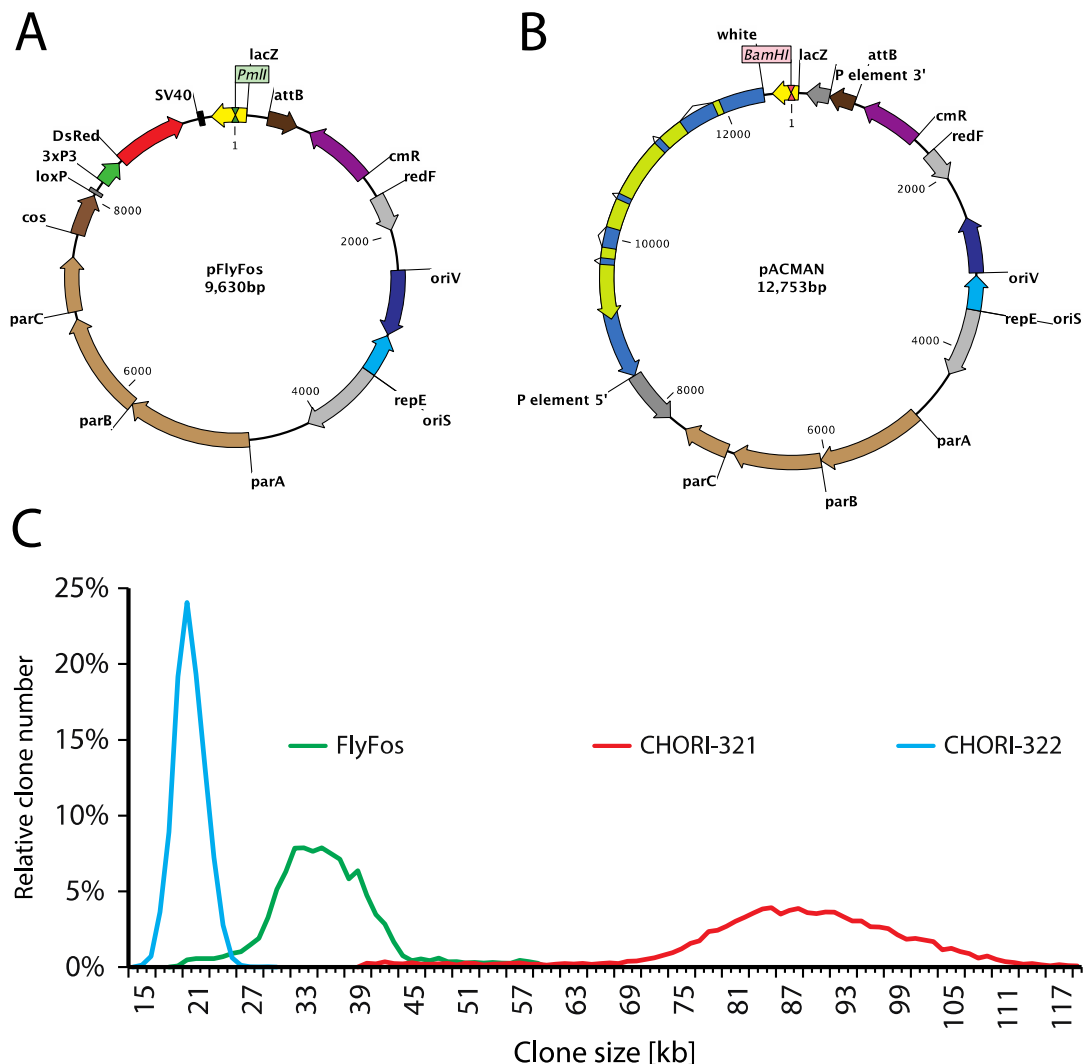 A
lacZ
PmlI
attB
SV40
DsRed
3xP3
loxP
cos
cmR
redF
1
8000
2000
pFlyFos
9,630bp
oriV
parC
6000
4000
parB
repE
oriS
parA
B
white
BamHI
lacZ
attB
P element 3'
cmR
redF
1
12000
2000
10000
pACMAN
12,753bp
oriV
repE oriS
4000
P element 5'
8000
6000
parA
parC
parB
C
25%
20%
15%
10%
5%
0%
Relative clone number
FlyFos
CHORI-321
CHORI-322
15 21 27 33 39 45 51 57 63 69 75 81 87 93 99 105 111 117
Clone size [kb]